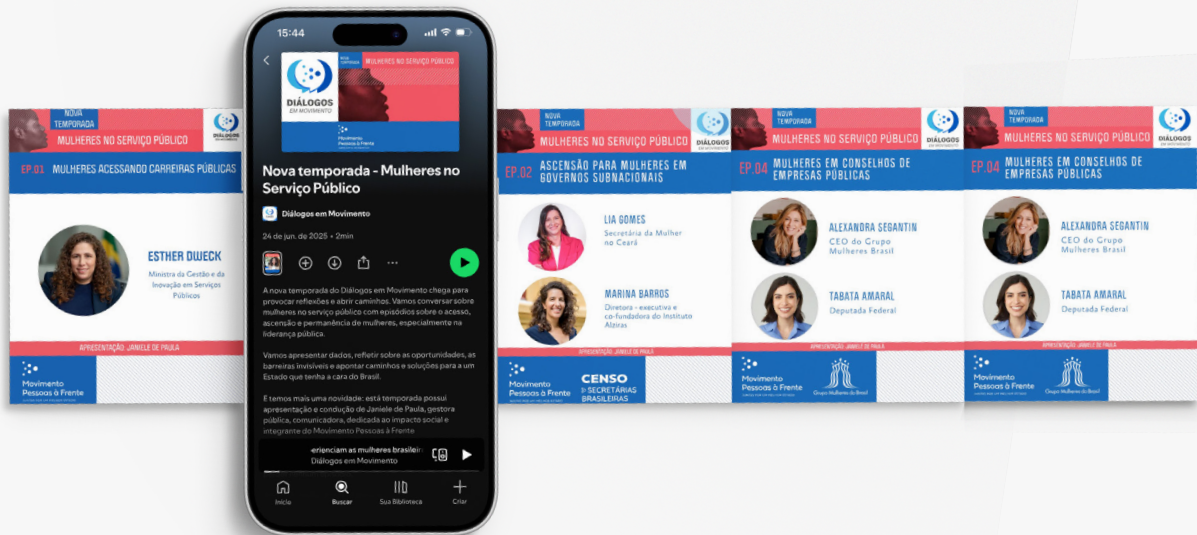 NOVA
TEMPORADA
MULHERES NO SERVIÇO PÚBLICO
DIÁLOGOS
EM MOVIMENTO
EP.01 MULHERES ACESSANDO CARREIRAS PÚBLICAS
ESTHER DWECK
Ministra da Gestão e da
Inovação em Serviços
Públicos
APRESENTAÇÃO: JANIELE DE PAULA
Movimento
Pessoas à Frente
15:44
DIÁLOGOS
EM MOVIMENTO
NOVA
TEMPORADA
MULHERES NO SERVIÇO PÚBLICO
Movimento
Pessoas à Frente
Nova temporada - Mulheres no
Serviço Público
Diálogos em Movimento
24 de jun. de 2025 • 2min
A nova temporada do Diálogos em Movimento chega para
provocar reflexões e abrir caminhos. Vamos conversar sobre
mulheres no serviço público com episódios sobre o acesso,
ascensão e permanência de mulheres, especialmente na
liderança pública.
Vamos apresentar dados, refletir sobre as oportunidades, as
barreiras invisíveis e apontar caminhos e soluções para a um
Estado que tenha a cara do Brasil.
E temos mais uma novidade: está temporada possui
apresentação e condução de Janiele de Paula, gestora
pública, comunicadora, dedicada ao impacto social e
integrante do Movimento Pessoas à Frente
erienciam as mulheres brasileir
Diálogos em Movimento
Início
Buscar
Sua Biblioteca
Criar
NOVA
TEMPORADA
MULHERES NO SERVIÇO PÚBLICO
DIÁLOGOS
EM MOVIMENTO
EP.02 ASCENSÃO PARA MULHERES EM
GOVERNOS SUBNACIONAIS
LIA GOMES
Secretária da Mulher
no Ceará
MARINA BARROS
Diretora - executiva e
co-fundadora do Instituto
Alziras
APRESENTAÇÃO: JANIELE DE PAULA
Movimento
Pessoas à Frente
CENSO
DAS SECRETÁRIAS
BRASILEIRAS
NOVA
TEMPORADA
MULHERES NO SERVIÇO PÚBLICO
DIÁLOGOS
EM MOVIMENTO
EP.04 MULHERES EM CONSELHOS DE
EMPRESAS PÚBLICAS
ALEXANDRA SEGANTIN
CEO do Grupo
Mulheres Brasil
TABATA AMARAL
Deputada Federal
APRESENTAÇÃO: JANIELE DE PAULA
Movimento
Pessoas à Frente
Grupo Mulheres do Brasil
NOVA
TEMPORADA
MULHERES NO SERVIÇO PÚBLICO
DIÁLOGOS
EM MOVIMENTO
EP.04 MULHERES EM CONSELHOS DE
EMPRESAS PÚBLICAS
ALEXANDRA SEGANTIN
CEO do Grupo
Mulheres Brasil
TABATA AMARAL
Deputada Federal
APRESENTAÇÃO: JANIELE DE PAULA
Movimento
Pessoas à Frente
Grupo Mulheres do Brasil